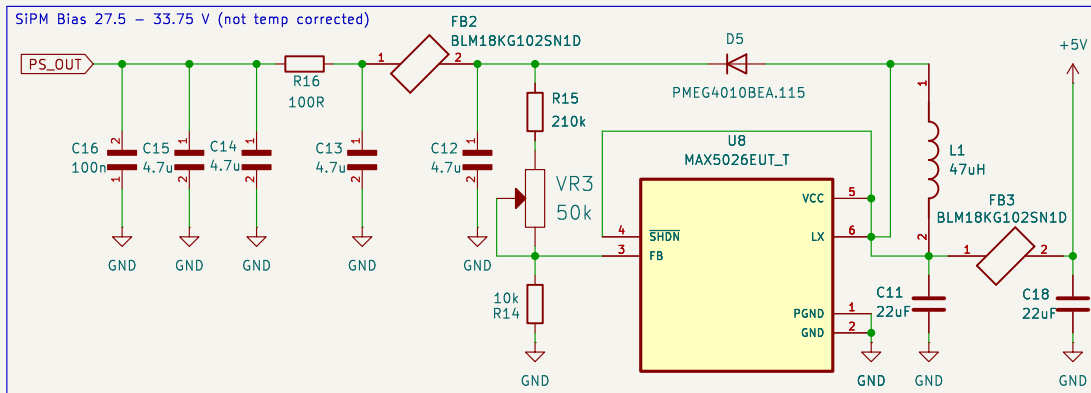 SiPM Bias 27.5 - 33.75 V (not temp corrected)
FB2
BLM18KG102SN1D
D5
+5V
PS_OUT
1
2
R16
100R
PMEG4010BEA.115
1
R15
210k
U8
MAX5026EUT_T
C16
100n
2
1
C15
4.7u
1
2
C14
4.7u
1
2
C13
4.7u
1
2
C12
4.7u
1
2
L1
47uH
VR3
50k
VCC
5
FB3
BLM18KG102SN1D
4
SHDN
LX
6
2
3
FB
1
2
GND
GND
GND
GND
GND
10k
R14
C11
22uF
C18
22uF
PGND
1
GND
2
GND
GND
GND
GND